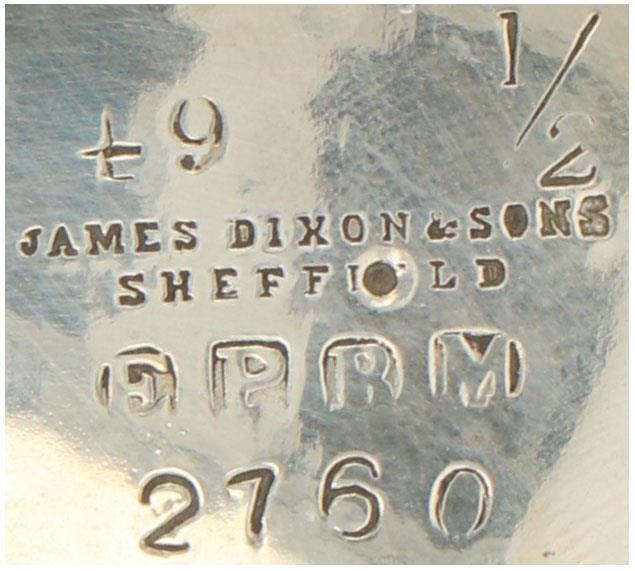 t 9 1/2
JAMES DIXON & SONS
SHEFFIELD
EPBM
2760